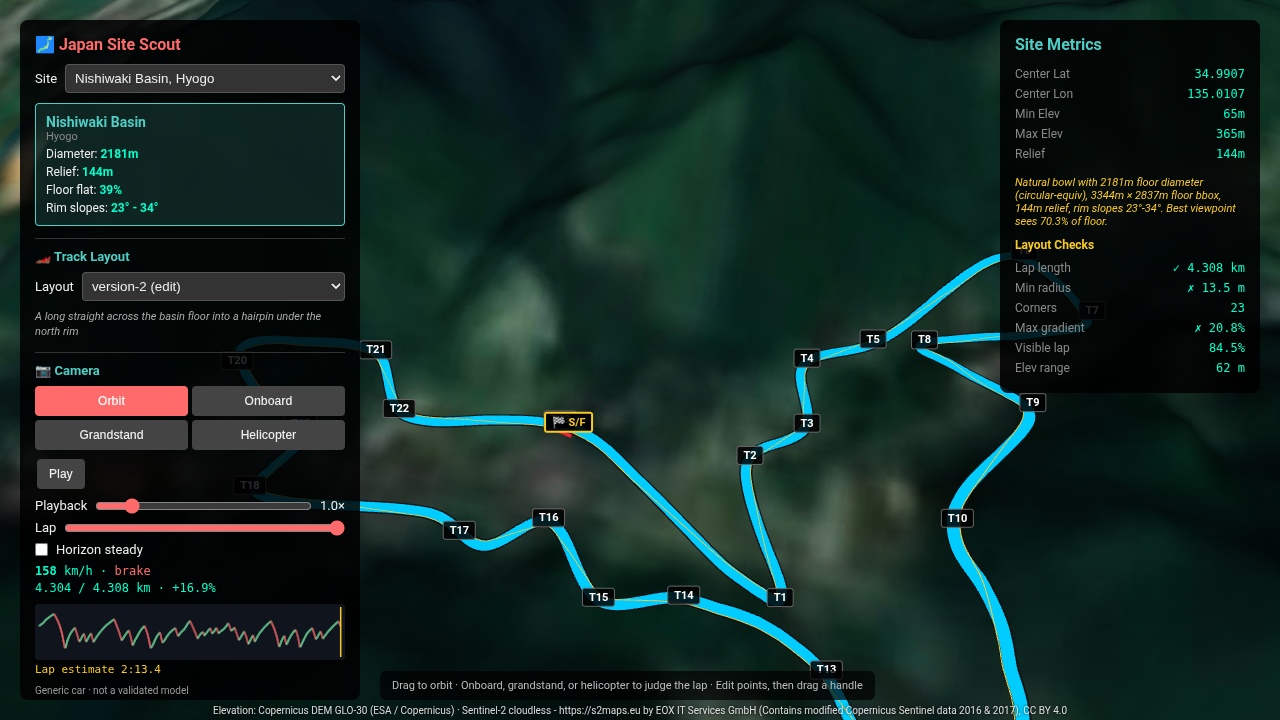 Japan Site Scout
Site Nishiwaki Basin, Hyogo
Nishiwaki Basin
Hyogo
Diameter: 2181m
Relief: 144m
Floor flat: 39%
Rim slopes: 23° - 34°
Track Layout
Layout version-2 (edit)
A long straight across the basin floor into a hairpin under the
north rim
Camera
Orbit Onboard
Grandstand Helicopter
Play
Playback 1.0×
Lap
Horizon steady
158 km/h · brake
4.304 / 4.308 km · +16.9%
Lap estimate 2:13.4
Generic car · not a validated model
T20
T21
T22
T18
S/F
T17
T16
T15
T14
T13
T1
T2
T3
T4
T5
T8
T7
T9
T10
Site Metrics
Center Lat 34.9907
Center Lon 135.0107
Min Elev 65m
Max Elev 365m
Relief 144m
Natural bowl with 2181m floor diameter
(circular-equiv), 3344m × 2837m floor bbox,
144m relief, rim slopes 23°-34°. Best viewpoint
sees 70.3% of floor.
Layout Checks
Lap length ✓ 4.308 km
Min radius ✗ 13.5 m
Corners 23
Max gradient ✗ 20.8%
Visible lap 84.5%
Elev range 62 m
Drag to orbit · Onboard, grandstand, or helicopter to judge the lap · Edit points, then drag a handle
Elevation: Copernicus DEM GLO-30 (ESA / Copernicus) · Sentinel-2 cloudless - https://s2maps.eu by EOX IT Services GmbH (Contains modified Copernicus Sentinel data 2016 & 2017), CC BY 4.0